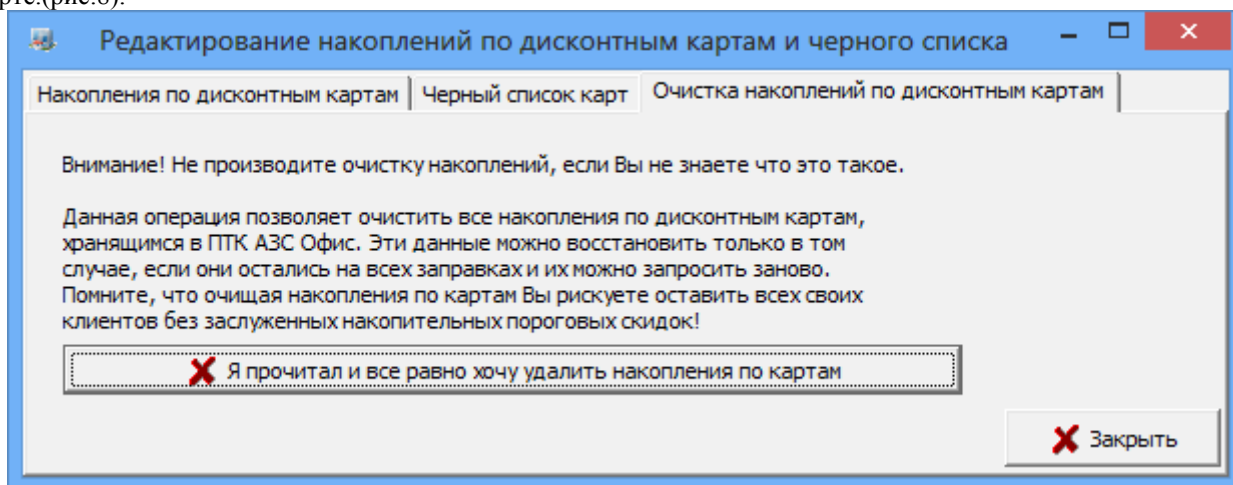 рте.(рис.8).
Редактирование накоплений по дисконтным картам и черного списка
Накопления по дисконтным картам Черный список карт Очистка накоплений по дисконтным картам
Внимание! Не производите очистку накоплений, если Вы не знаете что это такое.
Данная операция позволяет очистить все накопления по дисконтным картам,
хранящимся в ПТК АЗС Офис. Эти данные можно восстановить только в том
случае, если они остались на всех заправках и их можно запросить заново.
Помните, что очищая накопления по картам Вы рискуете оставить всех своих
клиентов без заслуженных накопительных пороговых скидок!
Я прочитал и все равно хочу удалить накопления по картам
Закрыть